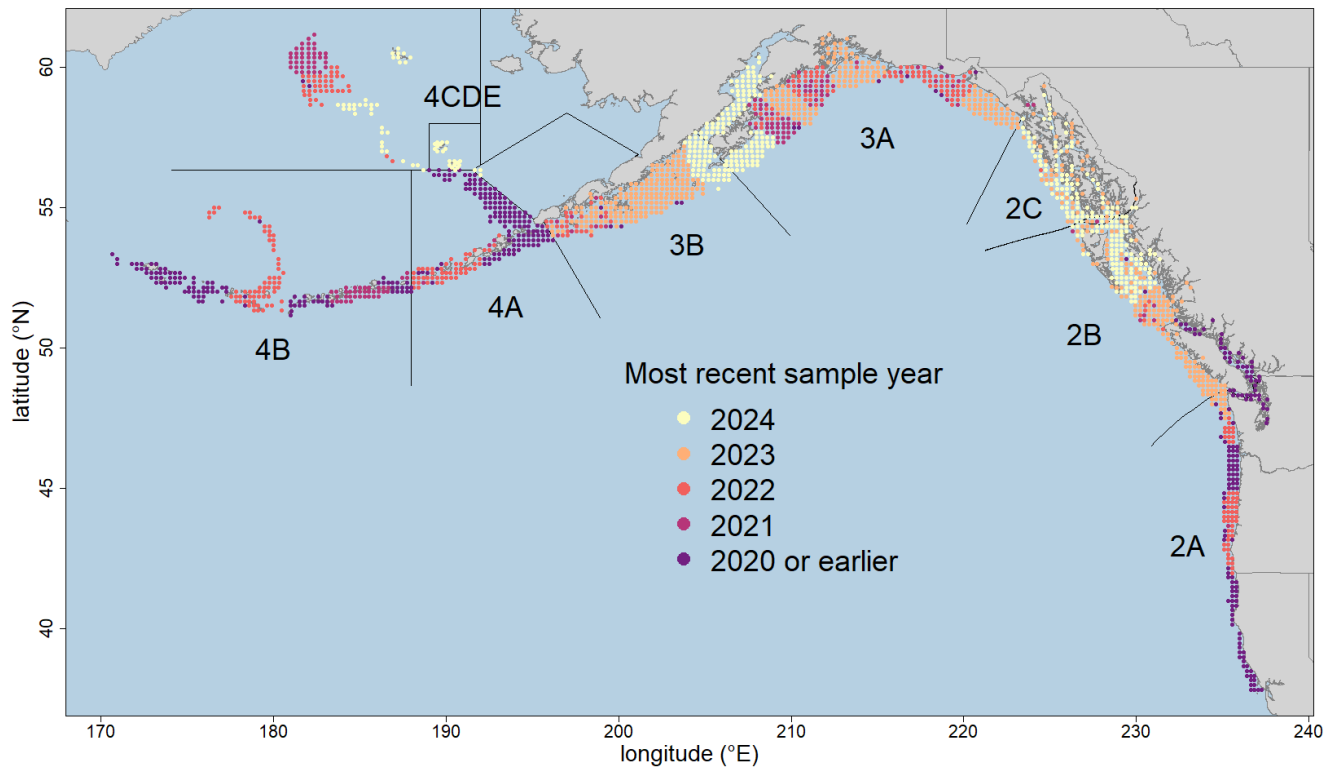 60
55
50
45
40
latitude (°N)
4CDE
3A
2C
3B
4A
2B
4B
2A
Most recent sample year
2024
2023
2022
2021
2020 or earlier
170 180 190 200 210 220 230 240
longitude (°E)